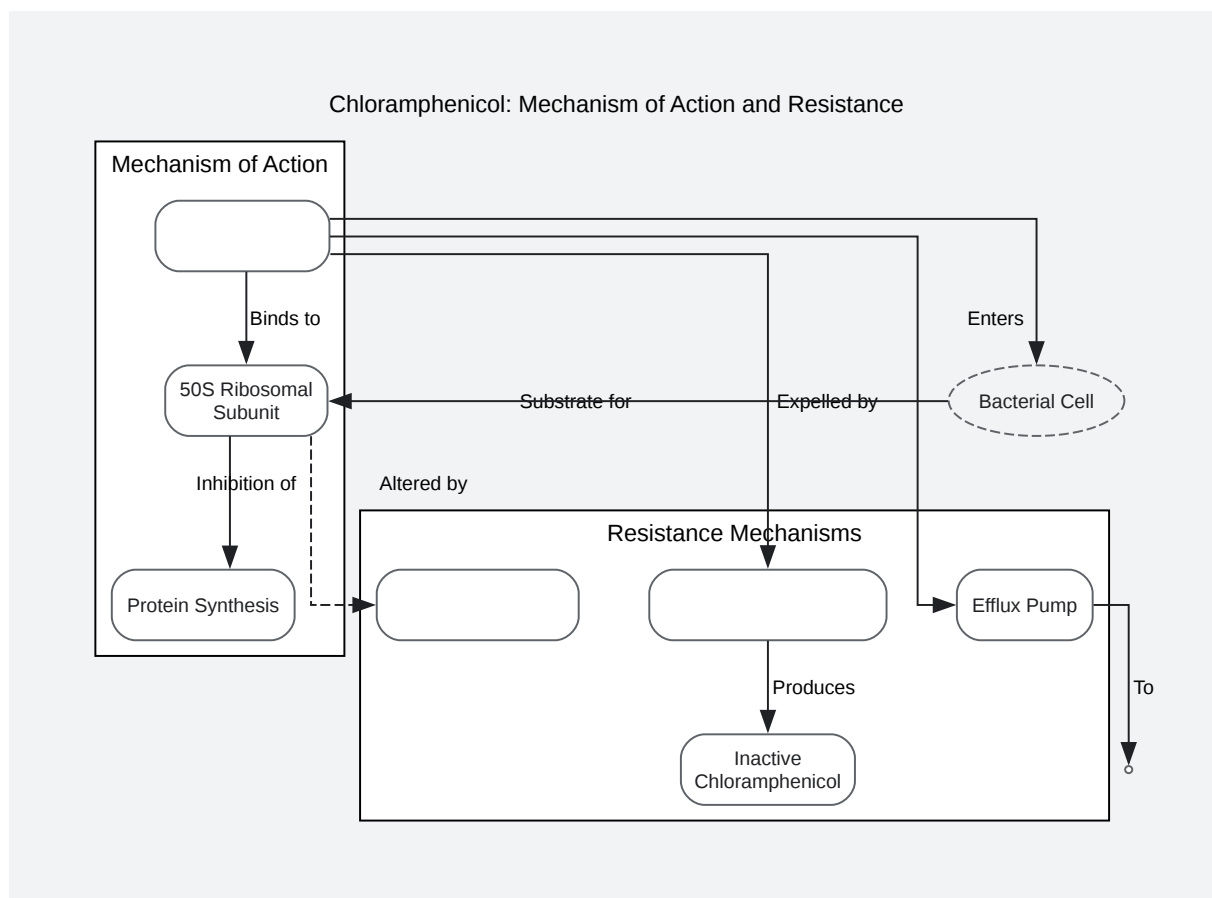 Chloramphenicol: Mechanism of Action and Resistance
Mechanism of Action
Binds to
Enters
50S Ribosomal
Subunit
Substrate for
Expelled by
Bacterial Cell
Inhibition of
Altered by
Resistance Mechanisms
Protein Synthesis
Efflux Pump
Produces
To
Inactive
Chloramphenicol